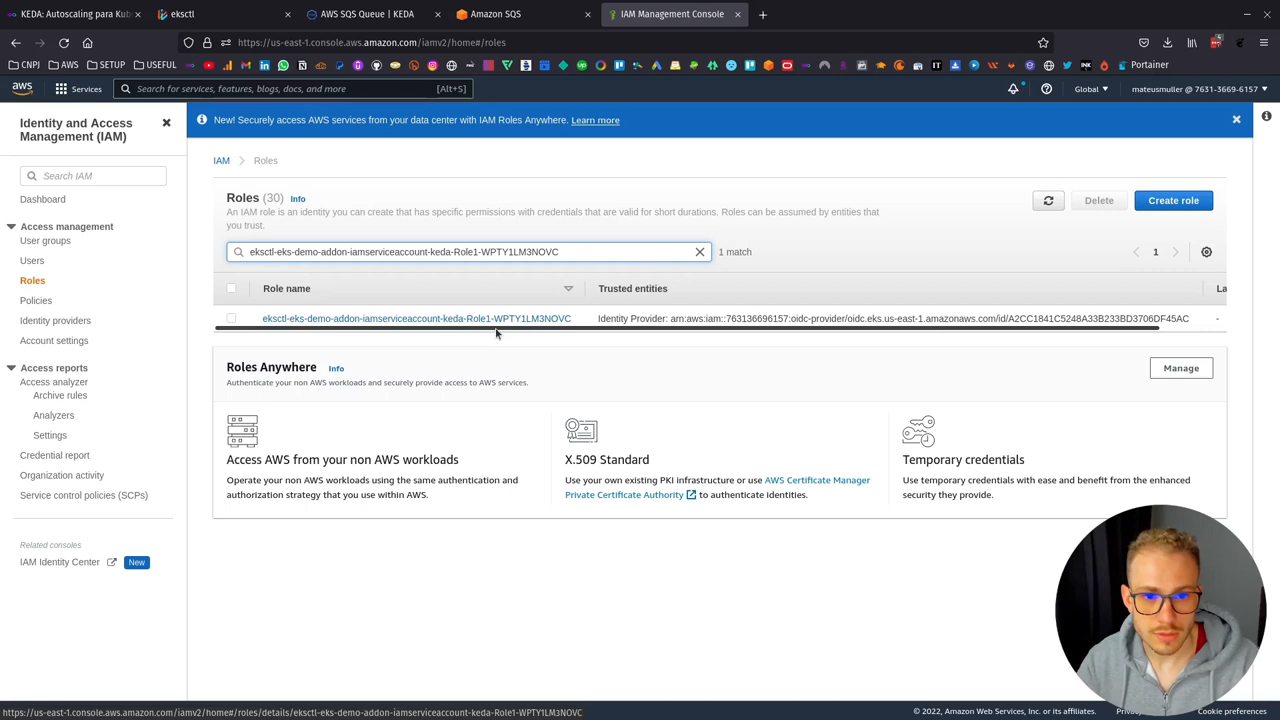 KEDA: Autoscaling para Kub
eksctl
AWS SQS Queue | KEDA
Amazon SQS
IAM Management Console
https://us-east-1.console.aws.amazon.com/iamv2/home#/roles
CNPJ
AWS
SETUP
USEFUL
Portainer
aws
Services
Search for services, features, blogs, docs, and more
[Alt+S]
Global
mateusmuller @ 7631-3669-6157
Identity and Access
Management (IAM)
New! Securely access AWS services from your data center with IAM Roles Anywhere. Learn more
IAM
Roles
Search IAM
Dashboard
Access management
User groups
Users
Roles
Policies
Identity providers
Account settings
Access reports
Access analyzer
Archive rules
Analyzers
Settings
Credential report
Organization activity
Service control policies (SCPs)
Related consoles
IAM Identity Center
New
Roles (30) Info
An IAM role is an identity you can create that has specific permissions with credentials that are valid for short durations. Roles can be assumed by entities that
you trust.
Delete
Create role
eksctl-eks-demo-addon-iamserviceaccount-keda-Role1-WPTY1LM3NOVC
1 match
1
Role name
Trusted entities
La
eksctl-eks-demo-addon-iamserviceaccount-keda-Role1-WPTY1LM3NOVC
Identity Provider: arn:aws:iam::763136696157:oidc-provider/oidc.eks.us-east-1.amazonaws.com/id/A2CC1841C5248A33B233BD3706DF45AC
-
Roles Anywhere Info
Authenticate your non AWS workloads and securely provide access to AWS services.
Manage
Access AWS from your non AWS workloads
Operate your non AWS workloads using the same authentication and
authorization strategy that you use within AWS.
X.509 Standard
Use your own existing PKI infrastructure or use AWS Certificate Manager
Private Certificate Authority to authenticate identities.
Temporary credentials
Use temporary credentials with ease and benefit from the enhanced
security they provide.
https://us-east-1.console.aws.amazon.com/iamv2/home#/roles/details/eksctl-eks-demo-addon-iamserviceaccount-keda-Role1-WPTY1LM3NOVC
© 2022, Amazon Web Services, Inc. or its affiliates.
Cookie preferences